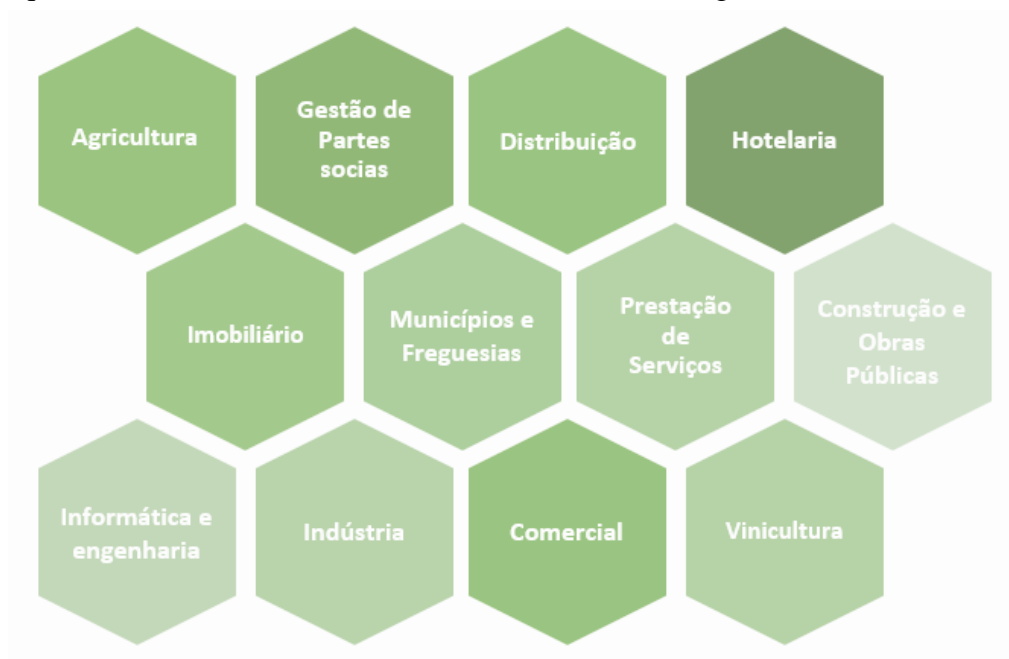 Agricultura
Gestão de
Partes
socias
Distribuição
Hotelaria
Imobiliário
Municípios e
Freguesias
Prestação
de
Serviços
Construção e
Obras
Públicas
Informática e
engenharia
Indústria
Comercial
Vinicultura